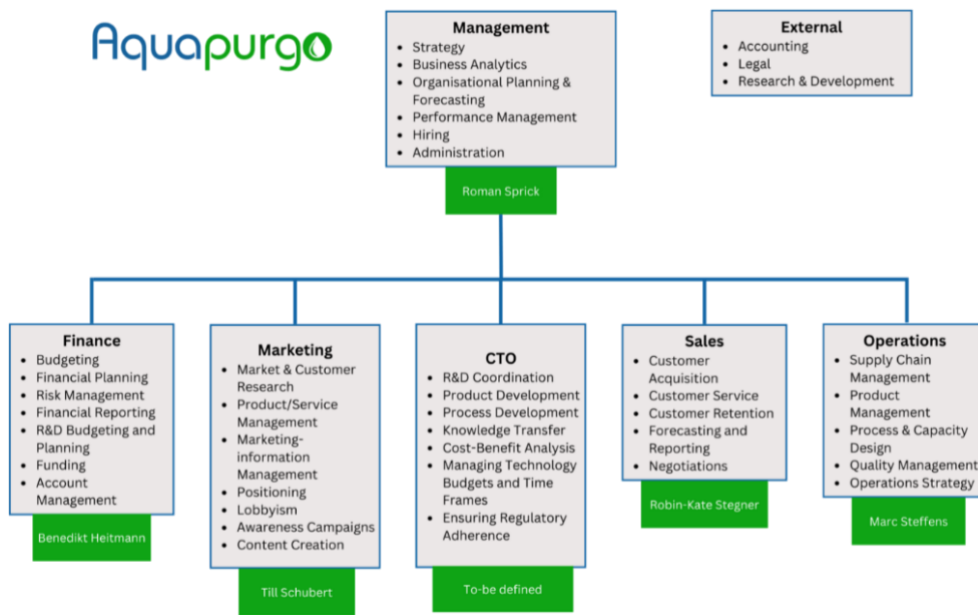 Aquapurgo
Management
• Strategy
• Business Analytics
• Organisational Planning &
Forecasting
• Performance Management
• Hiring
• Administration
Roman Sprick
External
• Accounting
• Legal
• Research & Development
Finance
• Budgeting
• Financial Planning
• Risk Management
• Financial Reporting
• R&D Budgeting and
Planning
• Funding
• Account
Management
Benedikt Heitmann
Marketing
• Market & Customer
Research
• Product/Service
Management
• Marketing-
information
Management
• Positioning
• Lobbyism
• Awareness Campaigns
• Content Creation
Till Schubert
CTO
• R&D Coordination
• Product Development
• Process Development
• Knowledge Transfer
• Cost-Benefit Analysis
• Managing Technology
Budgets and Time
Frames
• Ensuring Regulatory
Adherence
To-be defined
Sales
• Customer
Acquisition
• Customer Service
• Customer Retention
• Forecasting and
Reporting
• Negotiations
Robin-Kate Stegner
Operations
• Supply Chain
Management
• Product
Management
• Process & Capacity
Design
• Quality Management
• Operations Strategy
Marc Steffens